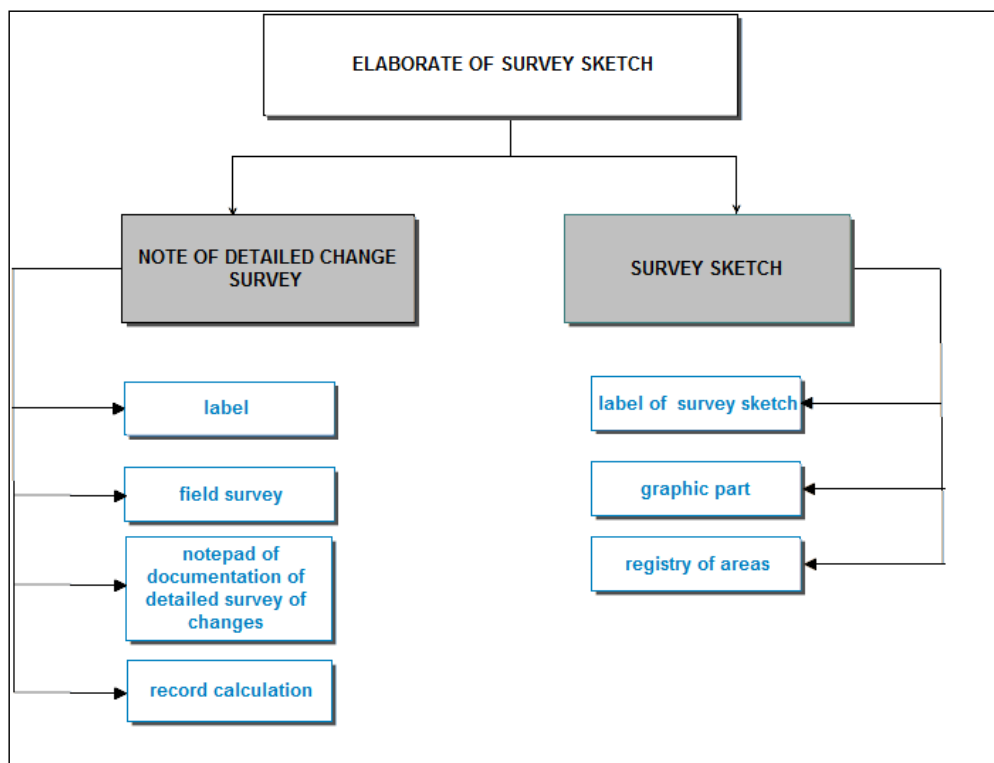 ELABORATE OF SURVEY SKETCH
NOTE OF DETAILED CHANGE
SURVEY
SURVEY SKETCH
label
field survey
notepad of
documentation of
detailed survey of
changes
record calculation
label of survey sketch
graphic part
registry of areas